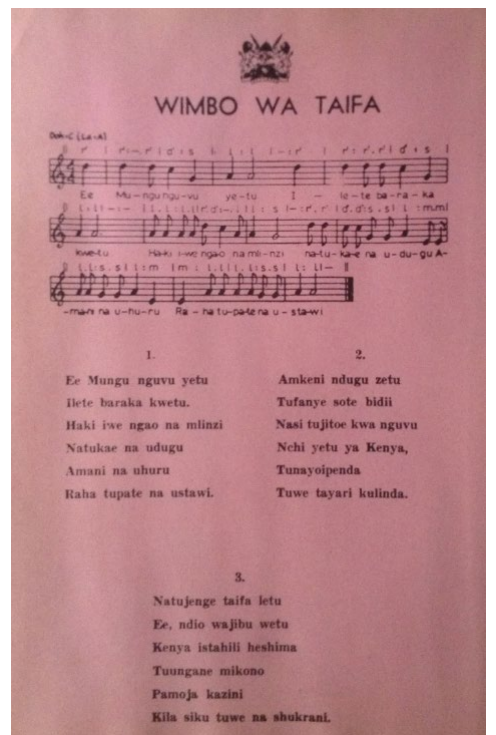 WIMBO WA TAIFA
Doh-C (La-A)
Ee Mu-ngu ngu-vu ye-tu I - le-te ba-ra-ka
kwe-tu Ha-ki i-we ngao na mli-nzi na-tu-ka-e na u-du-gu A-
-ma-ni na u-hu-ru Ra-ha tu-pa-te na u-sta-wi
1.
Ee Mungu nguvu yetu
Ilete baraka kwetu.
Haki iwe ngao na mlinzi
Natukae na udugu
Amani na uhuru
Raha tupate na ustawi.
2.
Amkeni ndugu zetu
Tufanye sote bidii
Nasi tujitoe kwa nguvu
Nchi yetu ya Kenya,
Tunayoipenda
Tuwe tayari kulinda.
3.
Natujenge taifa letu
Ee, ndio wajibu wetu
Kenya istahili heshima
Tuungane mikono
Pamoja kazini
Kila siku tuwe na shukrani.